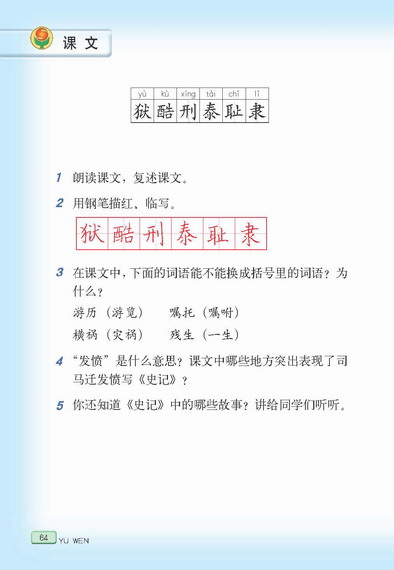 课文
yù kù xíng tài chǐ lì
狱酷刑泰耻隶
1 朗读课文，复述课文。
2 用钢笔描红、临写。
狱酷刑泰耻隶
3 在课文中，下面的词语能不能换成括号里的词语？为
什么？
游历（游览） 嘱托（嘱咐）
横祸（灾祸） 残生（一生）
4 “发愤”是什么意思？课文中哪些地方突出表现了司
马迁发愤写《史记》？
5 你还知道《史记》中的哪些故事？讲给同学们听听。
64 YU WEN